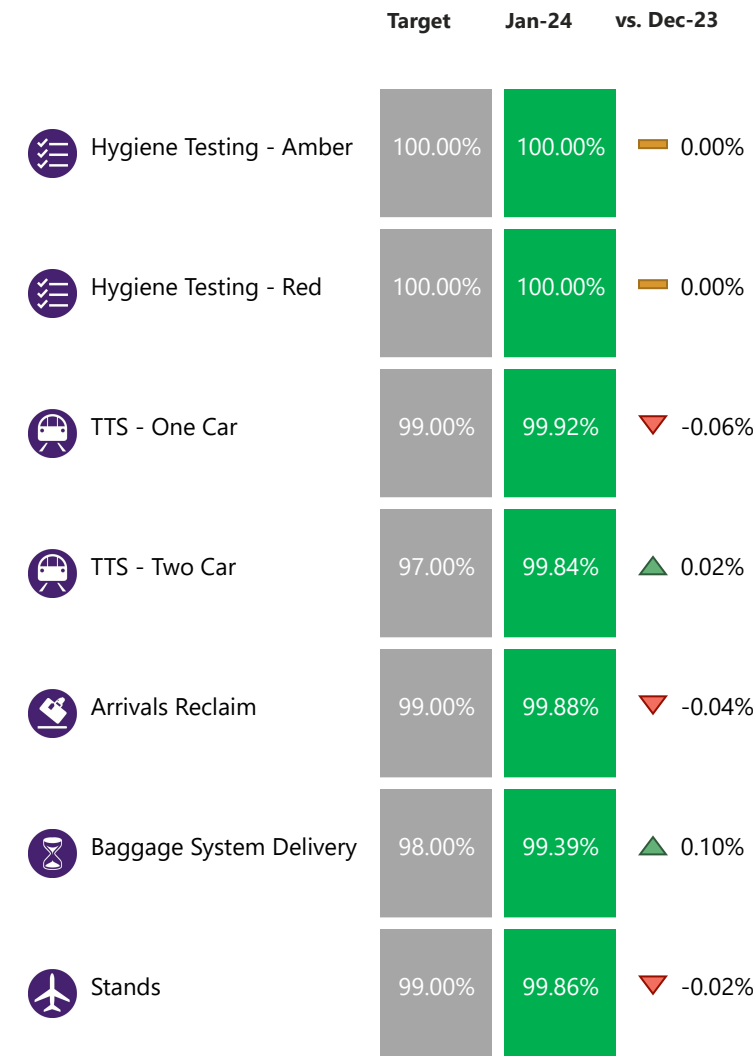 Target Jan-24 vs. Dec-23
Hygiene Testing - Amber 100.00% 100.00% 0.00%
Hygiene Testing - Red 100.00% 100.00% 0.00%
TTS - One Car 99.00% 99.92% -0.06%
TTS - Two Car 97.00% 99.84% 0.02%
Arrivals Reclaim 99.00% 99.88% -0.04%
Baggage System Delivery 98.00% 99.39% 0.10%
Stands 99.00% 99.86% -0.02%